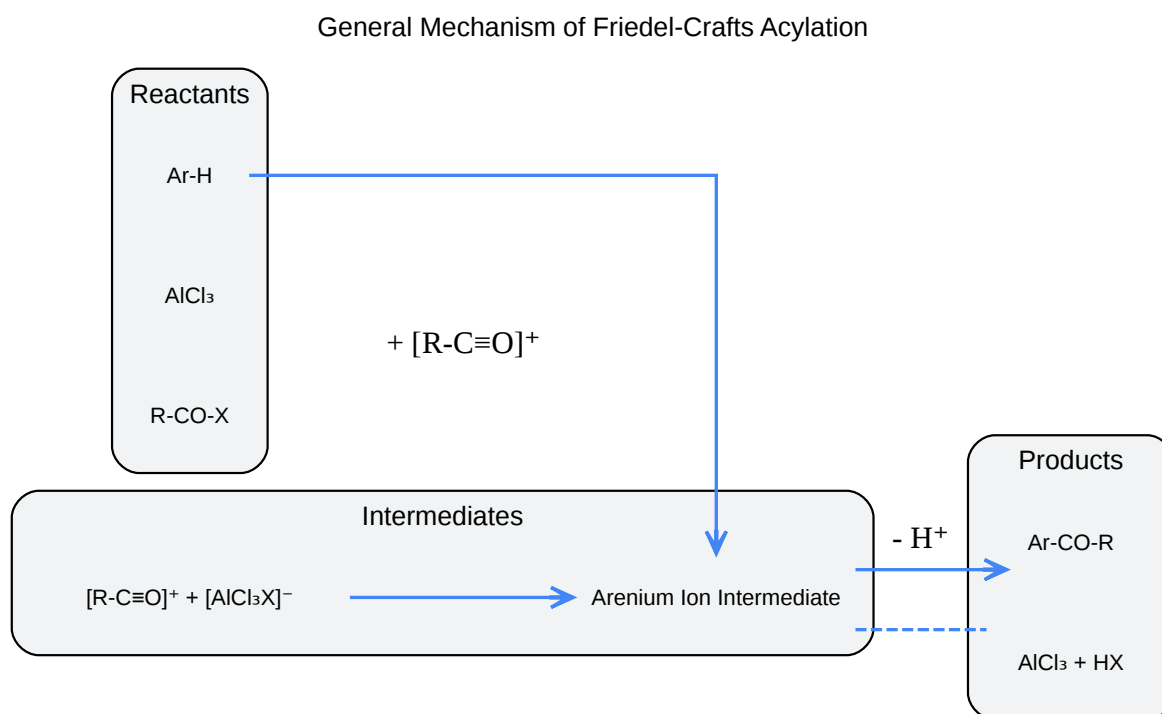 General Mechanism of Friedel-Crafts Acylation
Reactants
Ar-H
AlCl₃
R-CO-X
+ [R-C≡O]⁺
Intermediates
[R-C≡O]⁺ + [AlCl₃X]⁻
Arenium Ion Intermediate
- H⁺
Products
Ar-CO-R
AlCl₃ + HX